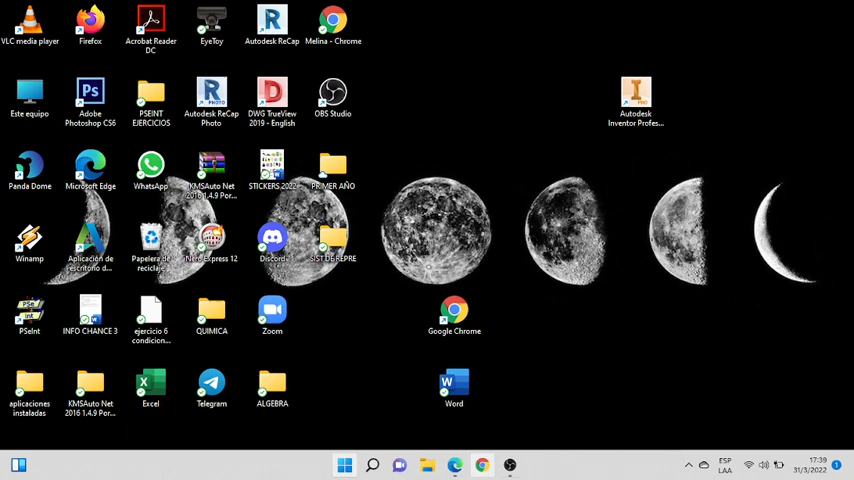 VLC media player
Firefox
Acrobat Reader
DC
EyeToy
Autodesk ReCap
Melina - Chrome
Este equipo
Adobe
Photoshop CS6
PSEINT
EJERCICIOS
Autodesk ReCap
Photo
DWG TrueView
2019 - English
OBS Studio
Autodesk
Inventor Profes...
Panda Dome
Microsoft Edge
WhatsApp
KMSAuto Net
2016 1.4.9 Por...
STICKERS 2022
PRIMER AÑO
Winamp
Aplicación de
escritorio d...
Papelera de
reciclaje
Nero Express 12
Discord
SIST DE REPRE
PSeInt
INFO CHANCE 3
ejercicio 6
condicion...
QUIMICA
Zoom
Google Chrome
aplicaciones
instaladas
KMSAuto Net
2016 1.4.9 Por...
Excel
Telegram
ALGEBRA
Word
ESP
LAA
17:39
31/3/2022
1